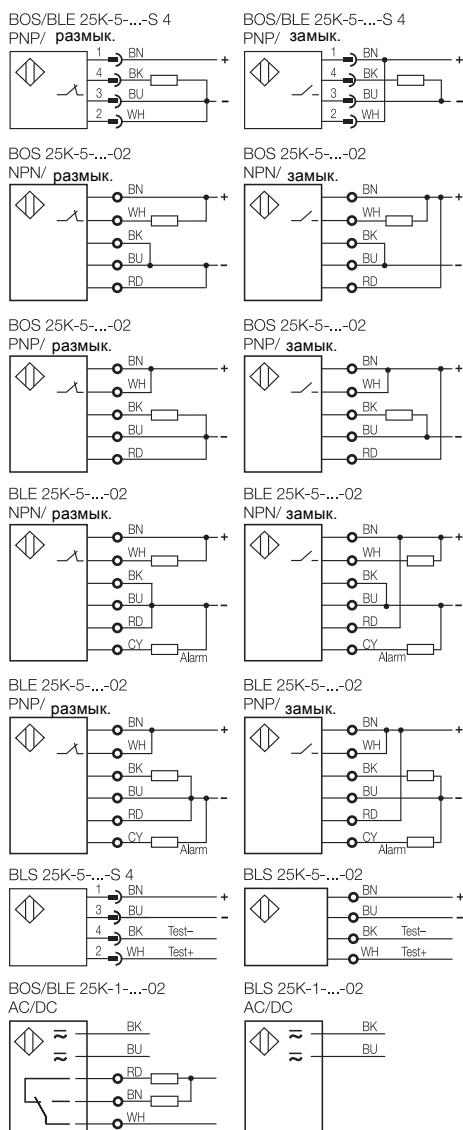 BOS/BLE 25K-5-...-S 4
PNP/ размык.
1 BN +
4 BK
3 BU –
2 WH
BOS/BLE 25K-5-...-S 4
PNP/ замык.
1 BN +
4 BK
3 BU –
2 WH
BOS 25K-5-...-02
NPN/ размык.
BN +
WH
BK
BU –
RD
BOS 25K-5-...-02
NPN/ замык.
BN +
WH
BK
BU –
RD
BOS 25K-5-...-02
PNP/ размык.
BN +
WH
BK
BU –
RD
BOS 25K-5-...-02
PNP/ замык.
BN +
WH
BK
BU –
RD
BLE 25K-5-...-02
NPN/ размык.
BN +
WH
BK
BU –
RD
CY
Alarm
BLE 25K-5-...-02
NPN/ замык.
BN +
WH
BK
BU –
RD
CY
Alarm
BLE 25K-5-...-02
PNP/ размык.
BN +
WH
BK
BU –
RD
CY
Alarm
BLE 25K-5-...-02
PNP/ замык.
BN +
WH
BK
BU –
RD
CY
Alarm
BLS 25K-5-...-S 4
1 BN +
3 BU –
4 BK Test–
2 WH Test+
BLS 25K-5-...-02
BN +
BU –
BK Test–
WH Test+
BOS/BLE 25K-1-...-02
AC/DC
BK
BU
RD
BN
WH
BLS 25K-1-...-02
AC/DC
BK
BU